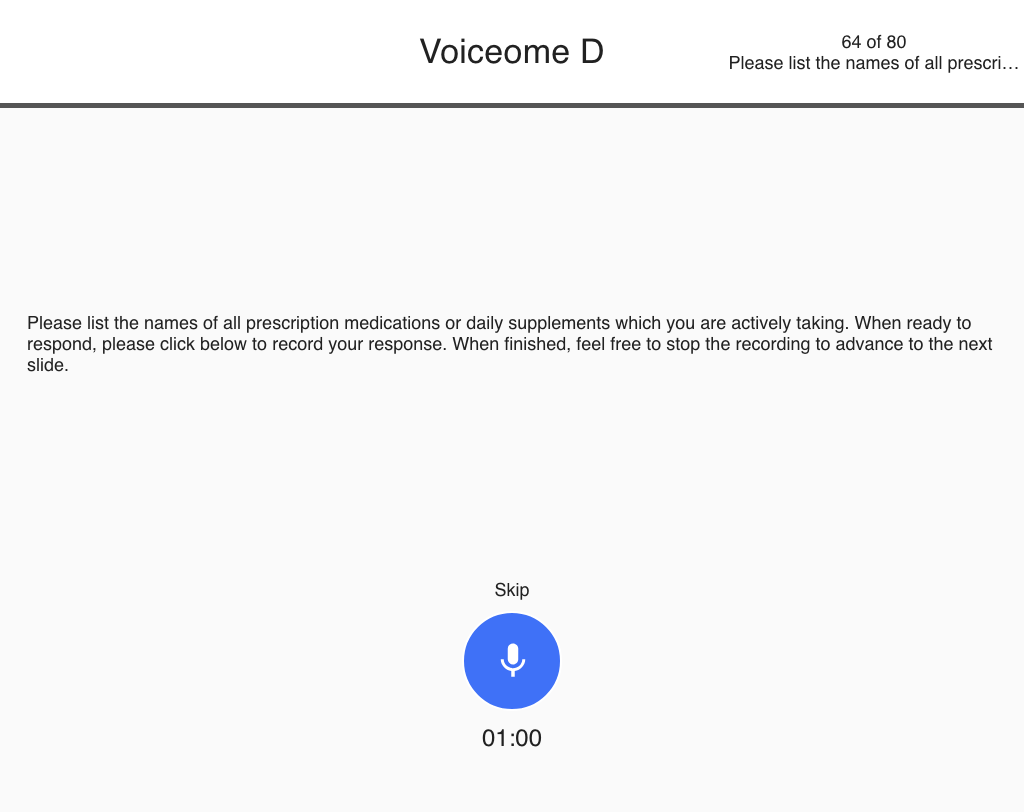 Voiceome D
64 of 80
Please list the names of all prescri...
Please list the names of all prescription medications or daily supplements which you are actively taking. When ready to
respond, please click below to record your response. When finished, feel free to stop the recording to advance to the next
slide.
Skip
01:00